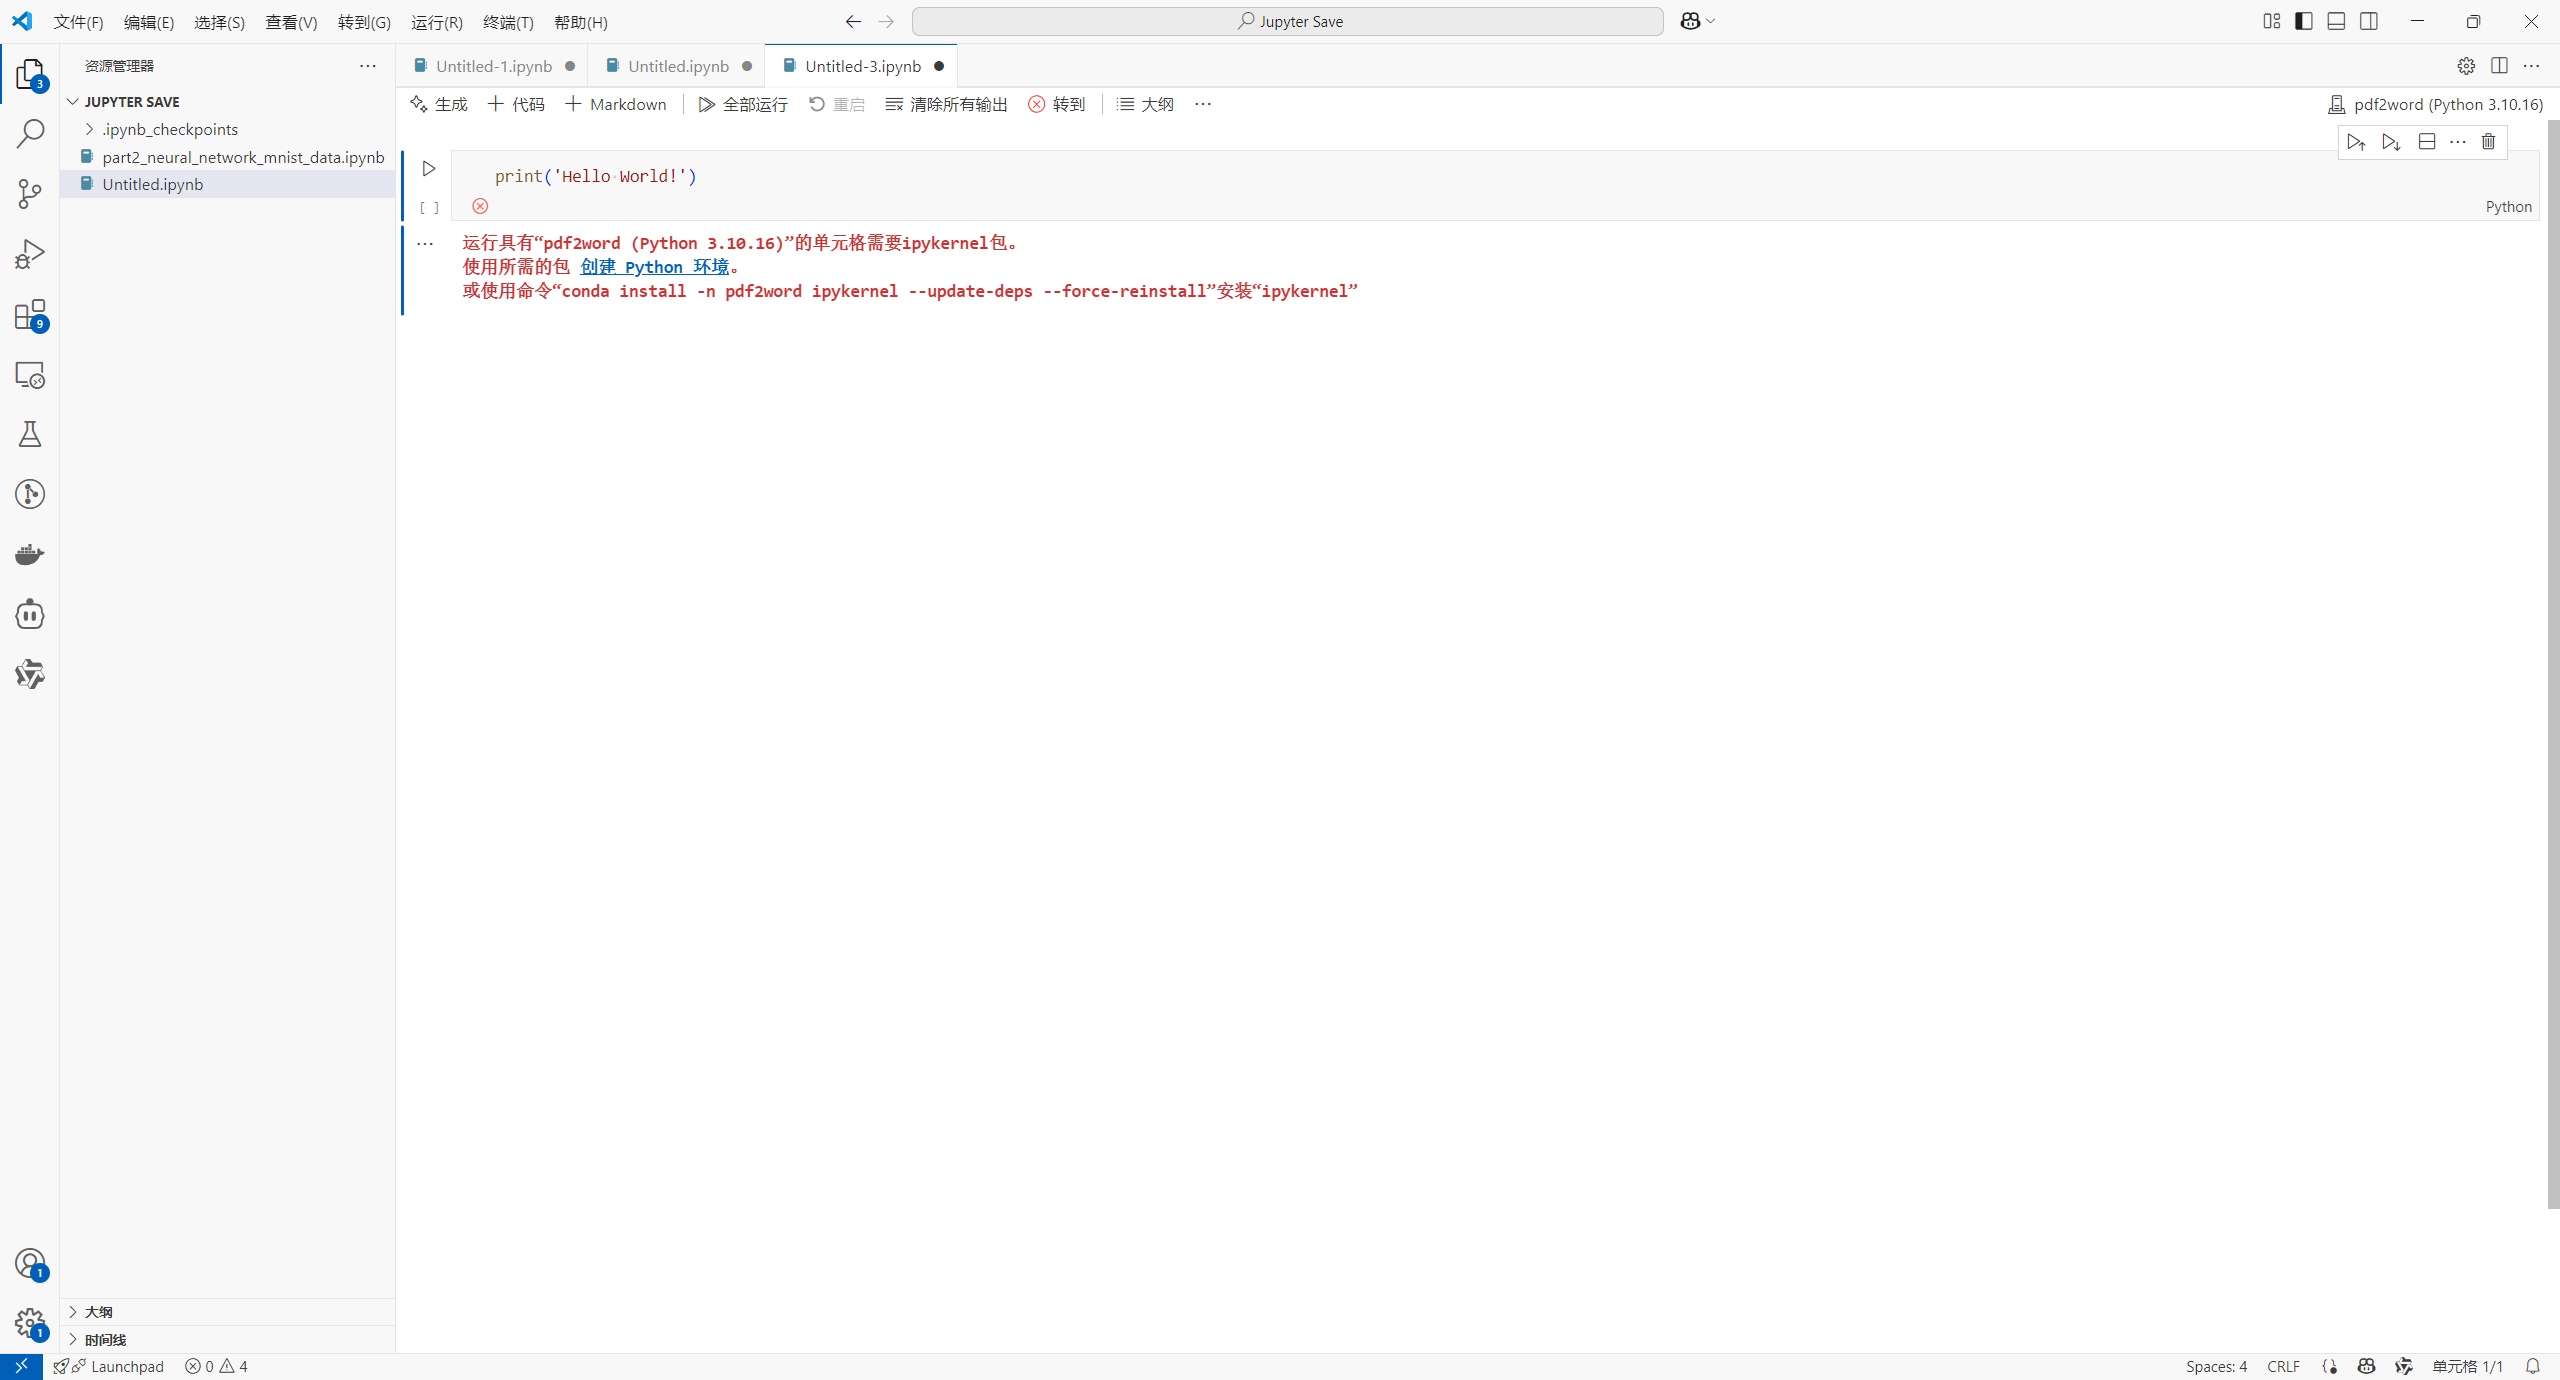 文件(F) 编辑(E) 选择(S) 查看(V) 转到(G) 运行(R) 终端(T) 帮助(H) Jupyter Save
资源管理器
Untitled-1.ipynb Untitled.ipynb Untitled-3.ipynb
JUPYTER SAVE
.ipynb_checkpoints
part2_neural_network_mnist_data.ipynb
Untitled.ipynb
生成 代码 Markdown 全部运行 重启 清除所有输出 转到 大纲 pdf2word (Python 3.10.16)
print('Hello World!')
[ ]
Python
运行具有“pdf2word (Python 3.10.16)”的单元格需要ipykernel包。
使用所需的包 创建 Python 环境。
或使用命令“conda install -n pdf2word ipykernel --update-deps --force-reinstall”安装“ipykernel”
3
9
1
1
大纲
时间线
Launchpad 0 4 Spaces: 4 CRLF 单元格 1/1